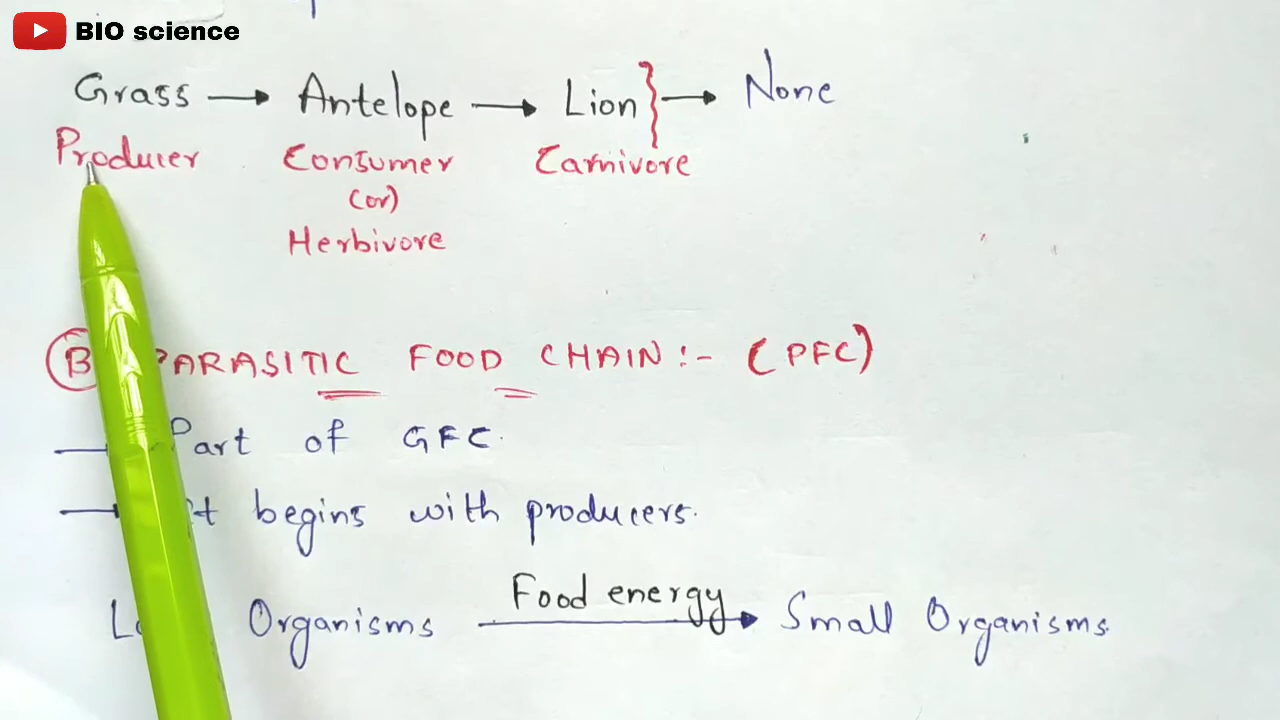 BIO science
Grass → Antelope → Lion } → None
Producer Consumer Carnivore
(or)
Herbivore
B PARASITIC FOOD CHAIN :- (PFC)
→ Part of GFC.
→ It begins with producers.
Food energy
Organisms → Small Organisms.